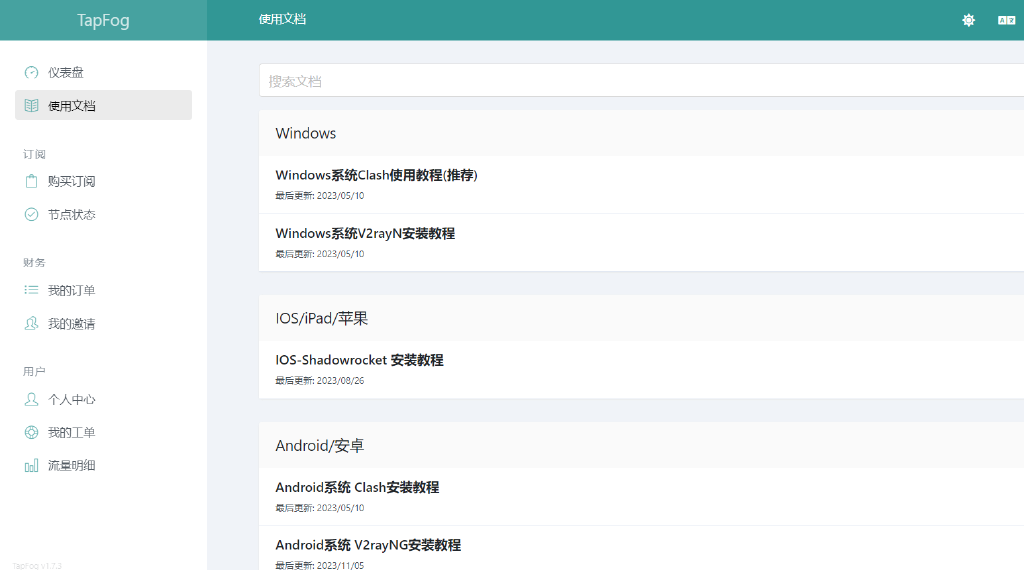 TapFog
使用文档
仪表盘
使用文档
订阅
购买订阅
节点状态
财务
我的订单
我的邀请
用户
个人中心
我的工单
流量明细
TapFog v1.7.3
搜索文档
Windows
Windows系统Clash使用教程(推荐)
最后更新: 2023/05/10
Windows系统V2rayN安装教程
最后更新: 2023/05/10
IOS/iPad/苹果
IOS-Shadowrocket 安装教程
最后更新: 2023/08/26
Android/安卓
Android系统 Clash安装教程
最后更新: 2023/05/10
Android系统 V2rayNG安装教程
最后更新: 2023/11/05